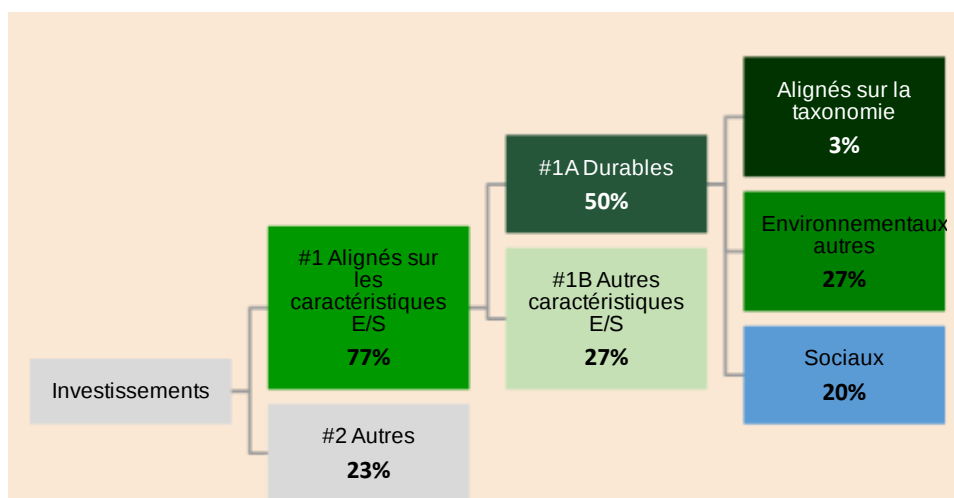 Investissements
#1 Alignés sur
les
caractéristiques
E/S
77%
#2 Autres
23%
#1A Durables
50%
#1B Autres
caractéristiques
E/S
27%
Alignés sur la
taxonomie
3%
Environnementaux
autres
27%
Sociaux
20%